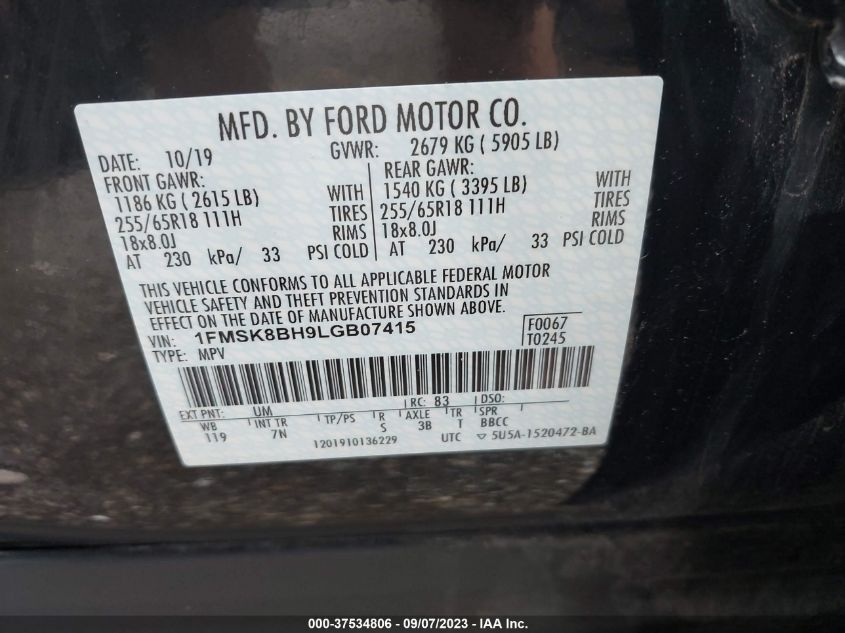 MFD. BY FORD MOTOR CO.
DATE: 10/19 GVWR: 2679 KG ( 5905 LB)
FRONT GAWR: REAR GAWR:
1186 KG ( 2615 LB) WITH 1540 KG ( 3395 LB) WITH
255/65R18 111H TIRES 255/65R18 111H TIRES
18x8.0J RIMS 18x8.0J RIMS
AT 230 kPa/ 33 PSI COLD AT 230 kPa/ 33 PSI COLD
THIS VEHICLE CONFORMS TO ALL APPLICABLE FEDERAL MOTOR
VEHICLE SAFETY AND THEFT PREVENTION STANDARDS IN
EFFECT ON THE DATE OF MANUFACTURE SHOWN ABOVE.
VIN: 1FMSK8BH9LGB07415 F0067
TYPE: MPV T0245
EXT PNT: UM RC: 83 DSO:
WB INT TR TP/PS R AXLE TR SPR
119 7N S 3B T BBCC
1201910136229 UTC ▽ 5U5A-1520472-BA
000-37534806 - 09/07/2023 - IAA Inc.